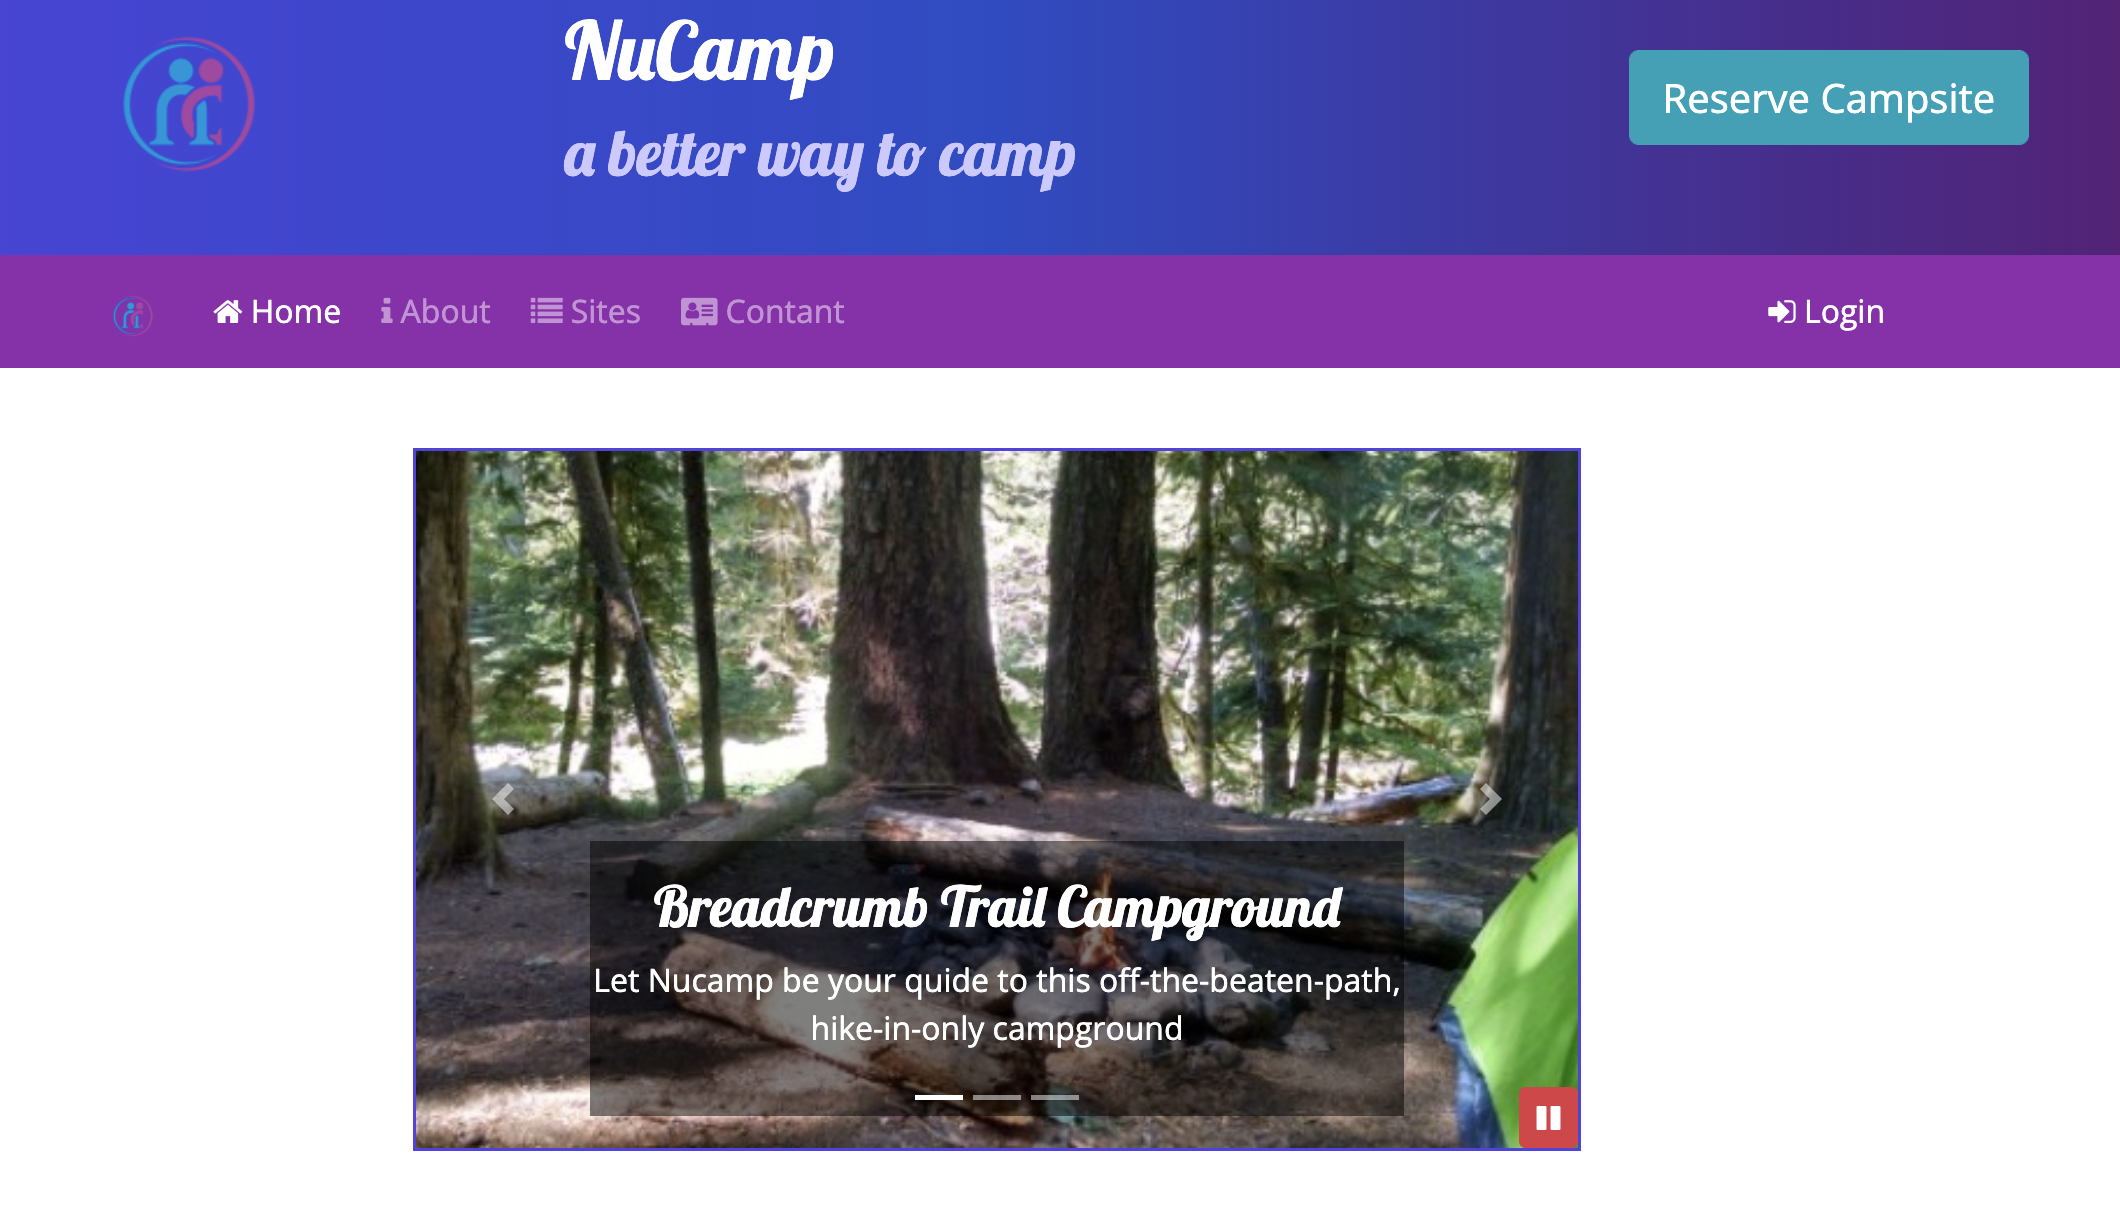 NuCamp
a better way to camp
Reserve Campsite
Home About Sites Contant Login
Breadcrumb Trail Campground
Let Nucamp be your quide to this off-the-beaten-path,
hike-in-only campground